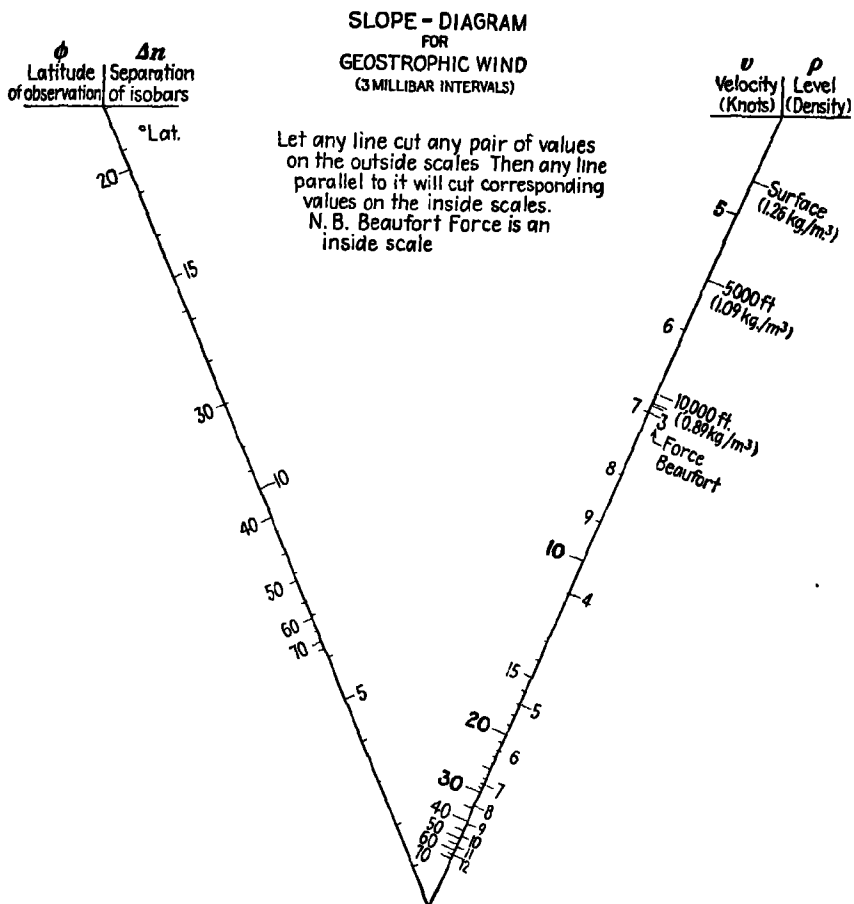 SLOPE - DIAGRAM
FOR
GEOSTROPHIC WIND
(3 MILLIBAR INTERVALS)
ϕ Δn
Latitude Separation
of observation of isobars
°Lat.
υ ρ
Velocity Level
(Knots) (Density)
Let any line cut any pair of values
on the outside scales Then any line
parallel to it will cut corresponding
values on the inside scales.
N.B. Beaufort Force is an
inside scale
20
15
30
10
40
50
60
70
5
Surface
(1.26 kg/m.³)
5
5000 ft
(1.09 kg./m³)
6
10,000 ft.
(0.89 kg/m³)
7
3
Force
Beaufort
8
9
10
4
15
5
20
6
30
7
40
8
50
9
60
10
70
11
12